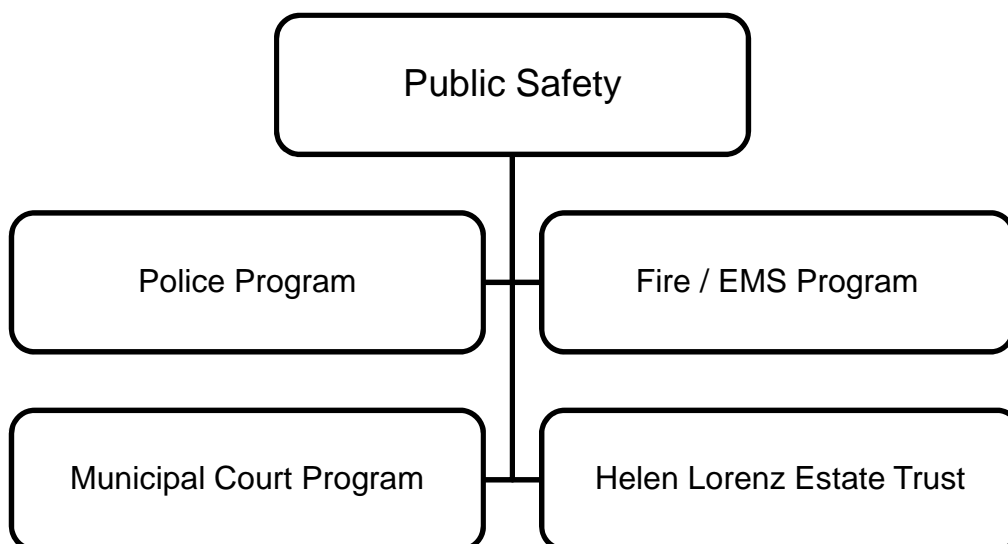 Public Safety
Police Program
Fire / EMS Program
Municipal Court Program
Helen Lorenz Estate Trust